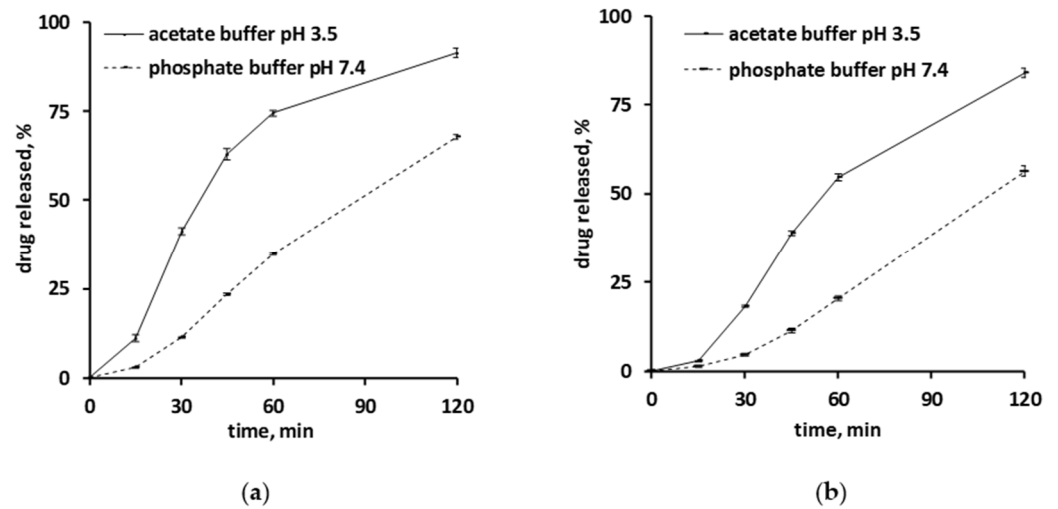 100
75
50
25
0
drug released, %
acetate buffer pH 3.5
phosphate buffer pH 7.4
0 30 60 90 120
time, min
(a)
100
75
50
25
0
drug released, %
acetate buffer pH 3.5
phosphate buffer pH 7.4
0 30 60 90 120
time, min
(b)